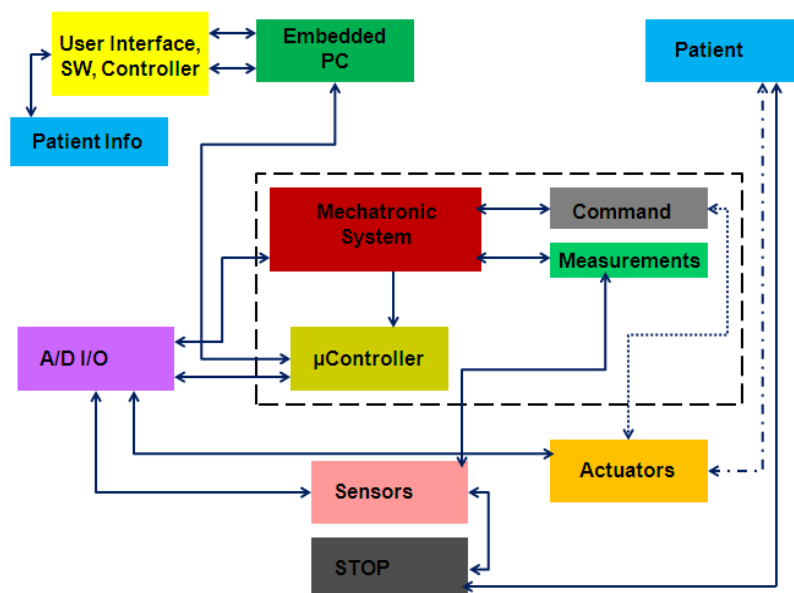 User Interface,
SW, Controller
Embedded
PC
Patient
Patient Info
Mechatronic
System
Command
Measurements
A/D I/O
µController
Actuators
Sensors
STOP